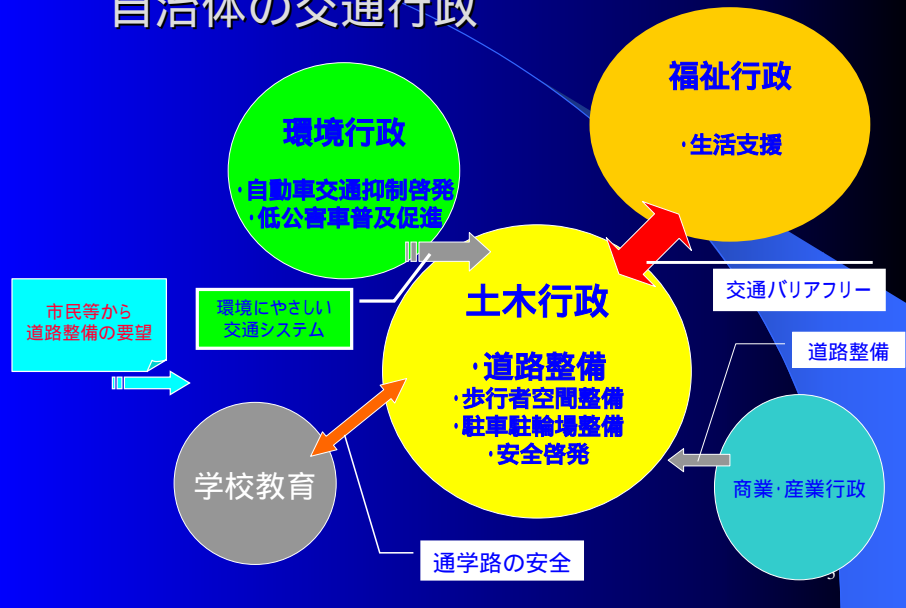 自治体の交通行政
福祉行政
・生活支援
環境行政
・自動車交通抑制啓発
・低公害車普及促進
交通バリアフリー
市民等から
道路整備の要望
環境にやさしい
交通システム
土木行政
・道路整備
・歩行者空間整備
・駐車駐輪場整備
・安全啓発
道路整備
学校教育
商業・産業行政
通学路の安全